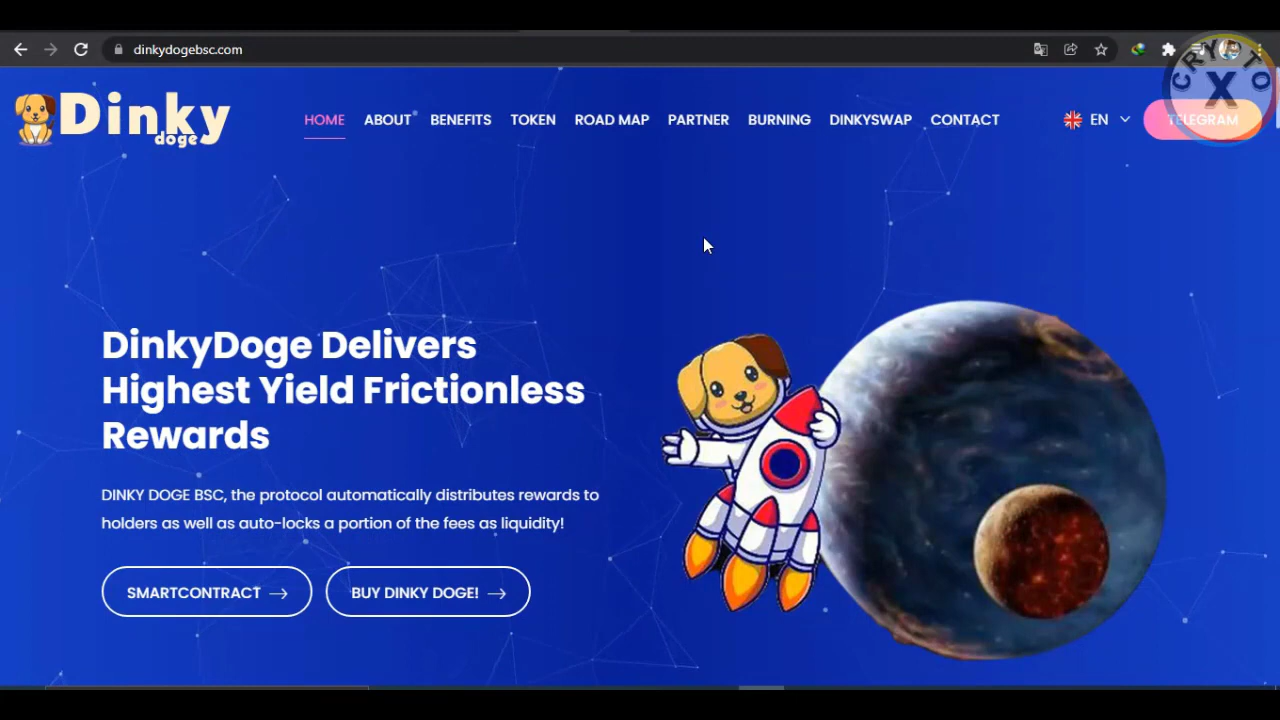 dinkydogebsc.com
CRYPTO
X
Dinky
doge
HOME ABOUT BENEFITS TOKEN ROAD MAP PARTNER BURNING DINKYSWAP CONTACT EN TELEGRAM
DinkyDoge Delivers
Highest Yield Frictionless
Rewards
DINKY DOGE BSC, the protocol automatically distributes rewards to
holders as well as auto-locks a portion of the fees as liquidity!
SMARTCONTRACT → BUY DINKY DOGE! →